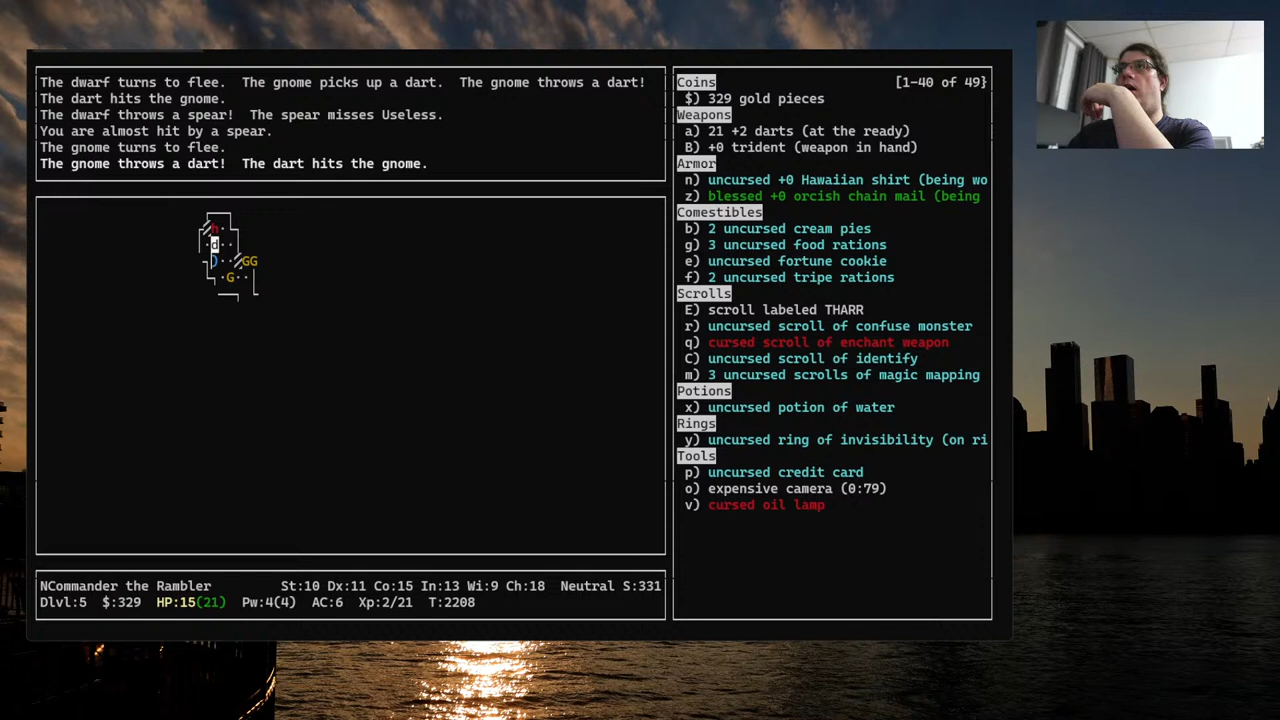 The dwarf turns to flee.  The gnome picks up a dart.  The gnome throws a dart!
The dart hits the gnome.
The dwarf throws a spear!  The spear misses Useless.
You are almost hit by a spear.
The gnome turns to flee.
The gnome throws a dart!  The dart hits the gnome.
h·
·d··
)··GG
·G··
NCommander the Rambler St:10 Dx:11 Co:15 In:13 Wi:9 Ch:18 Neutral S:331
Dlvl:5 $:329 HP:15(21) Pw:4(4) AC:6 Xp:2/21 T:2208
Coins [1-40 of 49}
$) 329 gold pieces
Weapons
a) 21 +2 darts (at the ready)
B) +0 trident (weapon in hand)
Armor
n) uncursed +0 Hawaiian shirt (being wo
z) blessed +0 orcish chain mail (being
Comestibles
b) 2 uncursed cream pies
g) 3 uncursed food rations
e) uncursed fortune cookie
f) 2 uncursed tripe rations
Scrolls
E) scroll labeled THARR
r) uncursed scroll of confuse monster
q) cursed scroll of enchant weapon
C) uncursed scroll of identify
m) 3 uncursed scrolls of magic mapping
Potions
x) uncursed potion of water
Rings
y) uncursed ring of invisibility (on ri
Tools
p) uncursed credit card
o) expensive camera (0:79)
v) cursed oil lamp